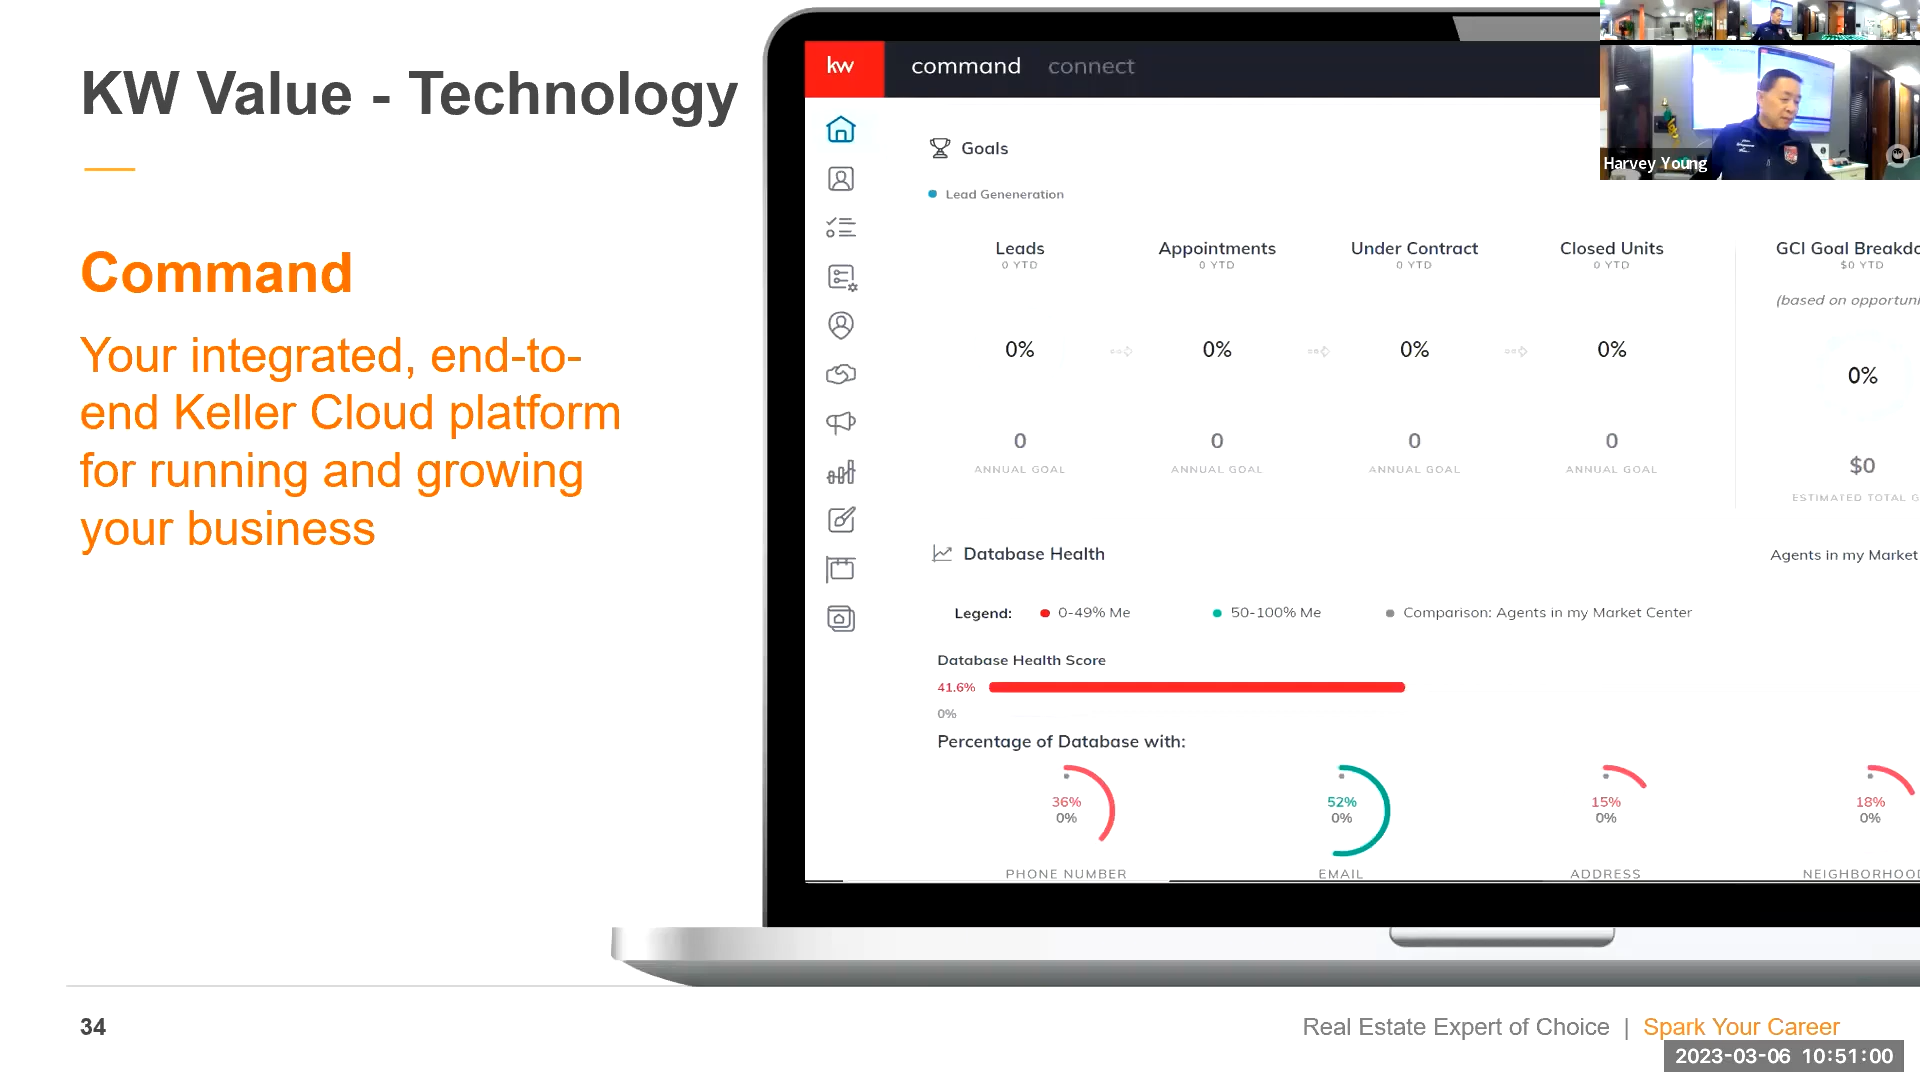 KW Value - Technology
Command
Your integrated, end-to-
end Keller Cloud platform
for running and growing
your business
kw command connect
Goals
Lead Geneneration
Leads Appointments Under Contract Closed Units GCI Goal Breakdo
0 YTD 0 YTD 0 YTD 0 YTD $0 YTD
(based on opportuni
0% 0% 0% 0% 0%
0 0 0 0 $0
ANNUAL GOAL ANNUAL GOAL ANNUAL GOAL ANNUAL GOAL ESTIMATED TOTAL G
Database Health Agents in my Market
Legend: 0-49% Me 50-100% Me Comparison: Agents in my Market Center
Database Health Score
41.6%
0%
Percentage of Database with:
36% 52% 15% 18%
0% 0% 0% 0%
PHONE NUMBER EMAIL ADDRESS NEIGHBORHOOD
Harvey Young
34
Real Estate Expert of Choice | Spark Your Career
2023-03-06 10:51:00